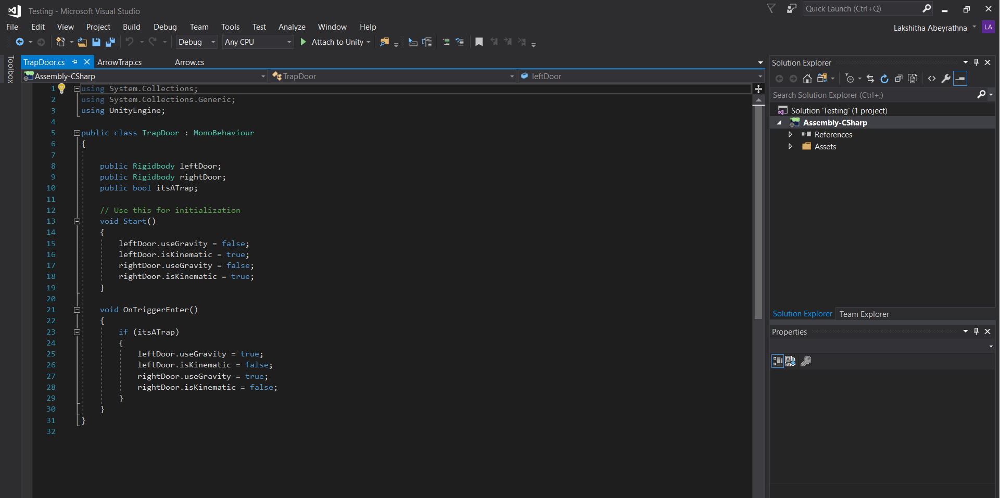 Testing - Microsoft Visual Studio
Quick Launch (Ctrl+Q)
File Edit View Project Build Debug Team Tools Test Analyze Window Help
Lakshitha Abeyrathna LA
Debug Any CPU Attach to Unity
Toolbox
TrapDoor.cs ArrowTrap.cs Arrow.cs
Assembly-CSharp TrapDoor leftDoor
1 using System.Collections;
2 using System.Collections.Generic;
3 using UnityEngine;
4
5 public class TrapDoor : MonoBehaviour
6 {
7
8 public Rigidbody leftDoor;
9 public Rigidbody rightDoor;
10 public bool itsATrap;
11
12 // Use this for initialization
13 void Start()
14 {
15 leftDoor.useGravity = false;
16 leftDoor.isKinematic = true;
17 rightDoor.useGravity = false;
18 rightDoor.isKinematic = true;
19 }
20
21 void OnTriggerEnter()
22 {
23 if (itsATrap)
24 {
25 leftDoor.useGravity = true;
26 leftDoor.isKinematic = false;
27 rightDoor.useGravity = true;
28 rightDoor.isKinematic = false;
29 }
30 }
31 }
32
Solution Explorer
Search Solution Explorer (Ctrl+;)
Solution 'Testing' (1 project)
Assembly-CSharp
References
Assets
Solution Explorer Team Explorer
Properties